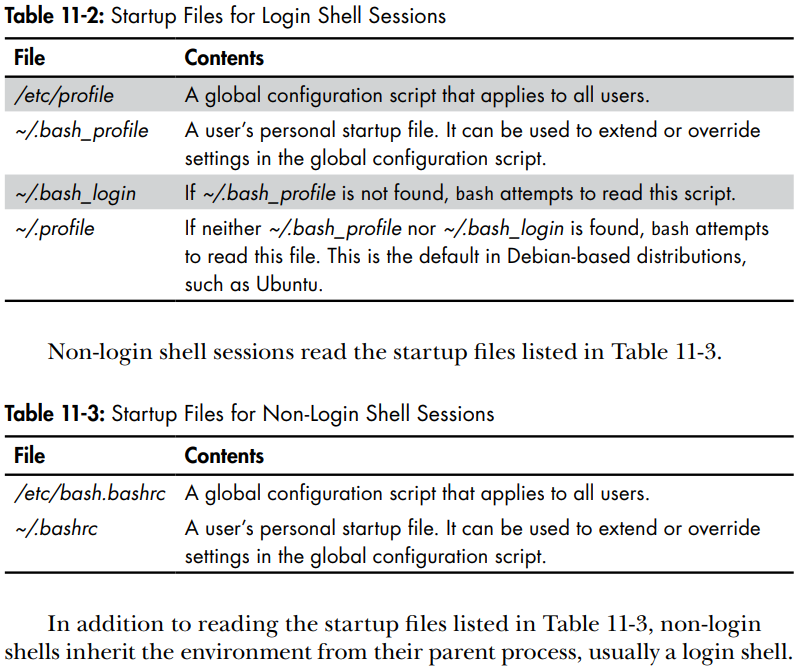 Table 11-2: Startup Files for Login Shell Sessions
File Contents
/etc/profile A global configuration script that applies to all users.
~/.bash_profile A user’s personal startup file. It can be used to extend or override
settings in the global configuration script.
~/.bash_login If ~/.bash_profile is not found, bash attempts to read this script.
~/.profile If neither ~/.bash_profile nor ~/.bash_login is found, bash attempts
to read this file. This is the default in Debian-based distributions,
such as Ubuntu.
Non-login shell sessions read the startup files listed in Table 11-3.
Table 11-3: Startup Files for Non-Login Shell Sessions
File Contents
/etc/bash.bashrc A global configuration script that applies to all users.
~/.bashrc A user’s personal startup file. It can be used to extend or override
settings in the global configuration script.
In addition to reading the startup files listed in Table 11-3, non-login
shells inherit the environment from their parent process, usually a login shell.